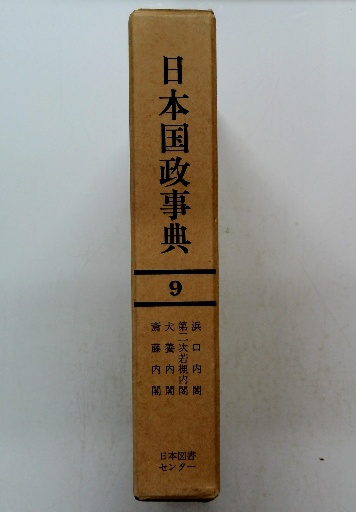 日本国政事典
9
浜口内閣
第二次若槻内閣
犬養内閣
斎藤内閣
日本図書
センター